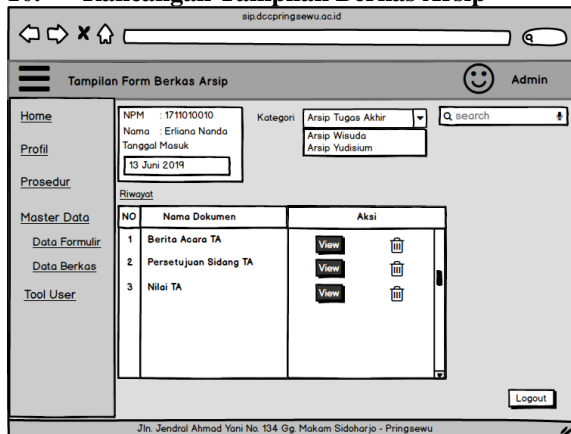 sip.dccpringsewu.ac.id
Tampilan Form Berkas Arsip
Admin
Home
Profil
Prosedur
Master Data
Data Formulir
Data Berkas
Tool User
NPM : 1711010010
Nama : Erliana Nanda
Tanggal Masuk
13 Juni 2019
Kategori
Arsip Tugas Akhir
Arsip Wisuda
Arsip Yudisium
search
Riwayat
NO Nama Dokumen Aksi
1 Berita Acara TA View
2 Persetujuan Sidang TA View
3 Nilai TA View
Logout
Jln. Jendral Ahmad Yani No. 134 Gg. Makam Sidoharjo - Pringsewu